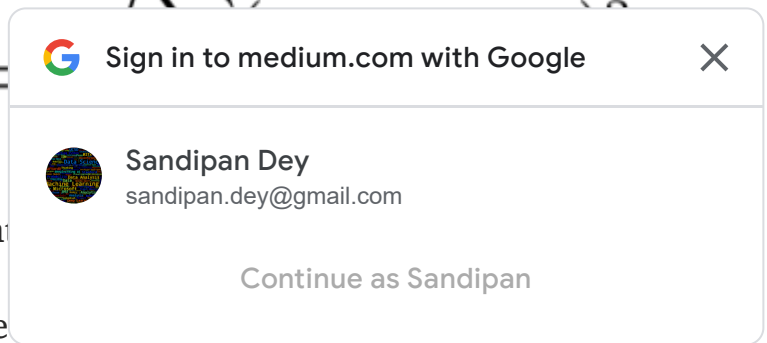 Sign in to medium.com with Google
Sandipan Dey
sandipan.dey@gmail.com
Continue as Sandipan